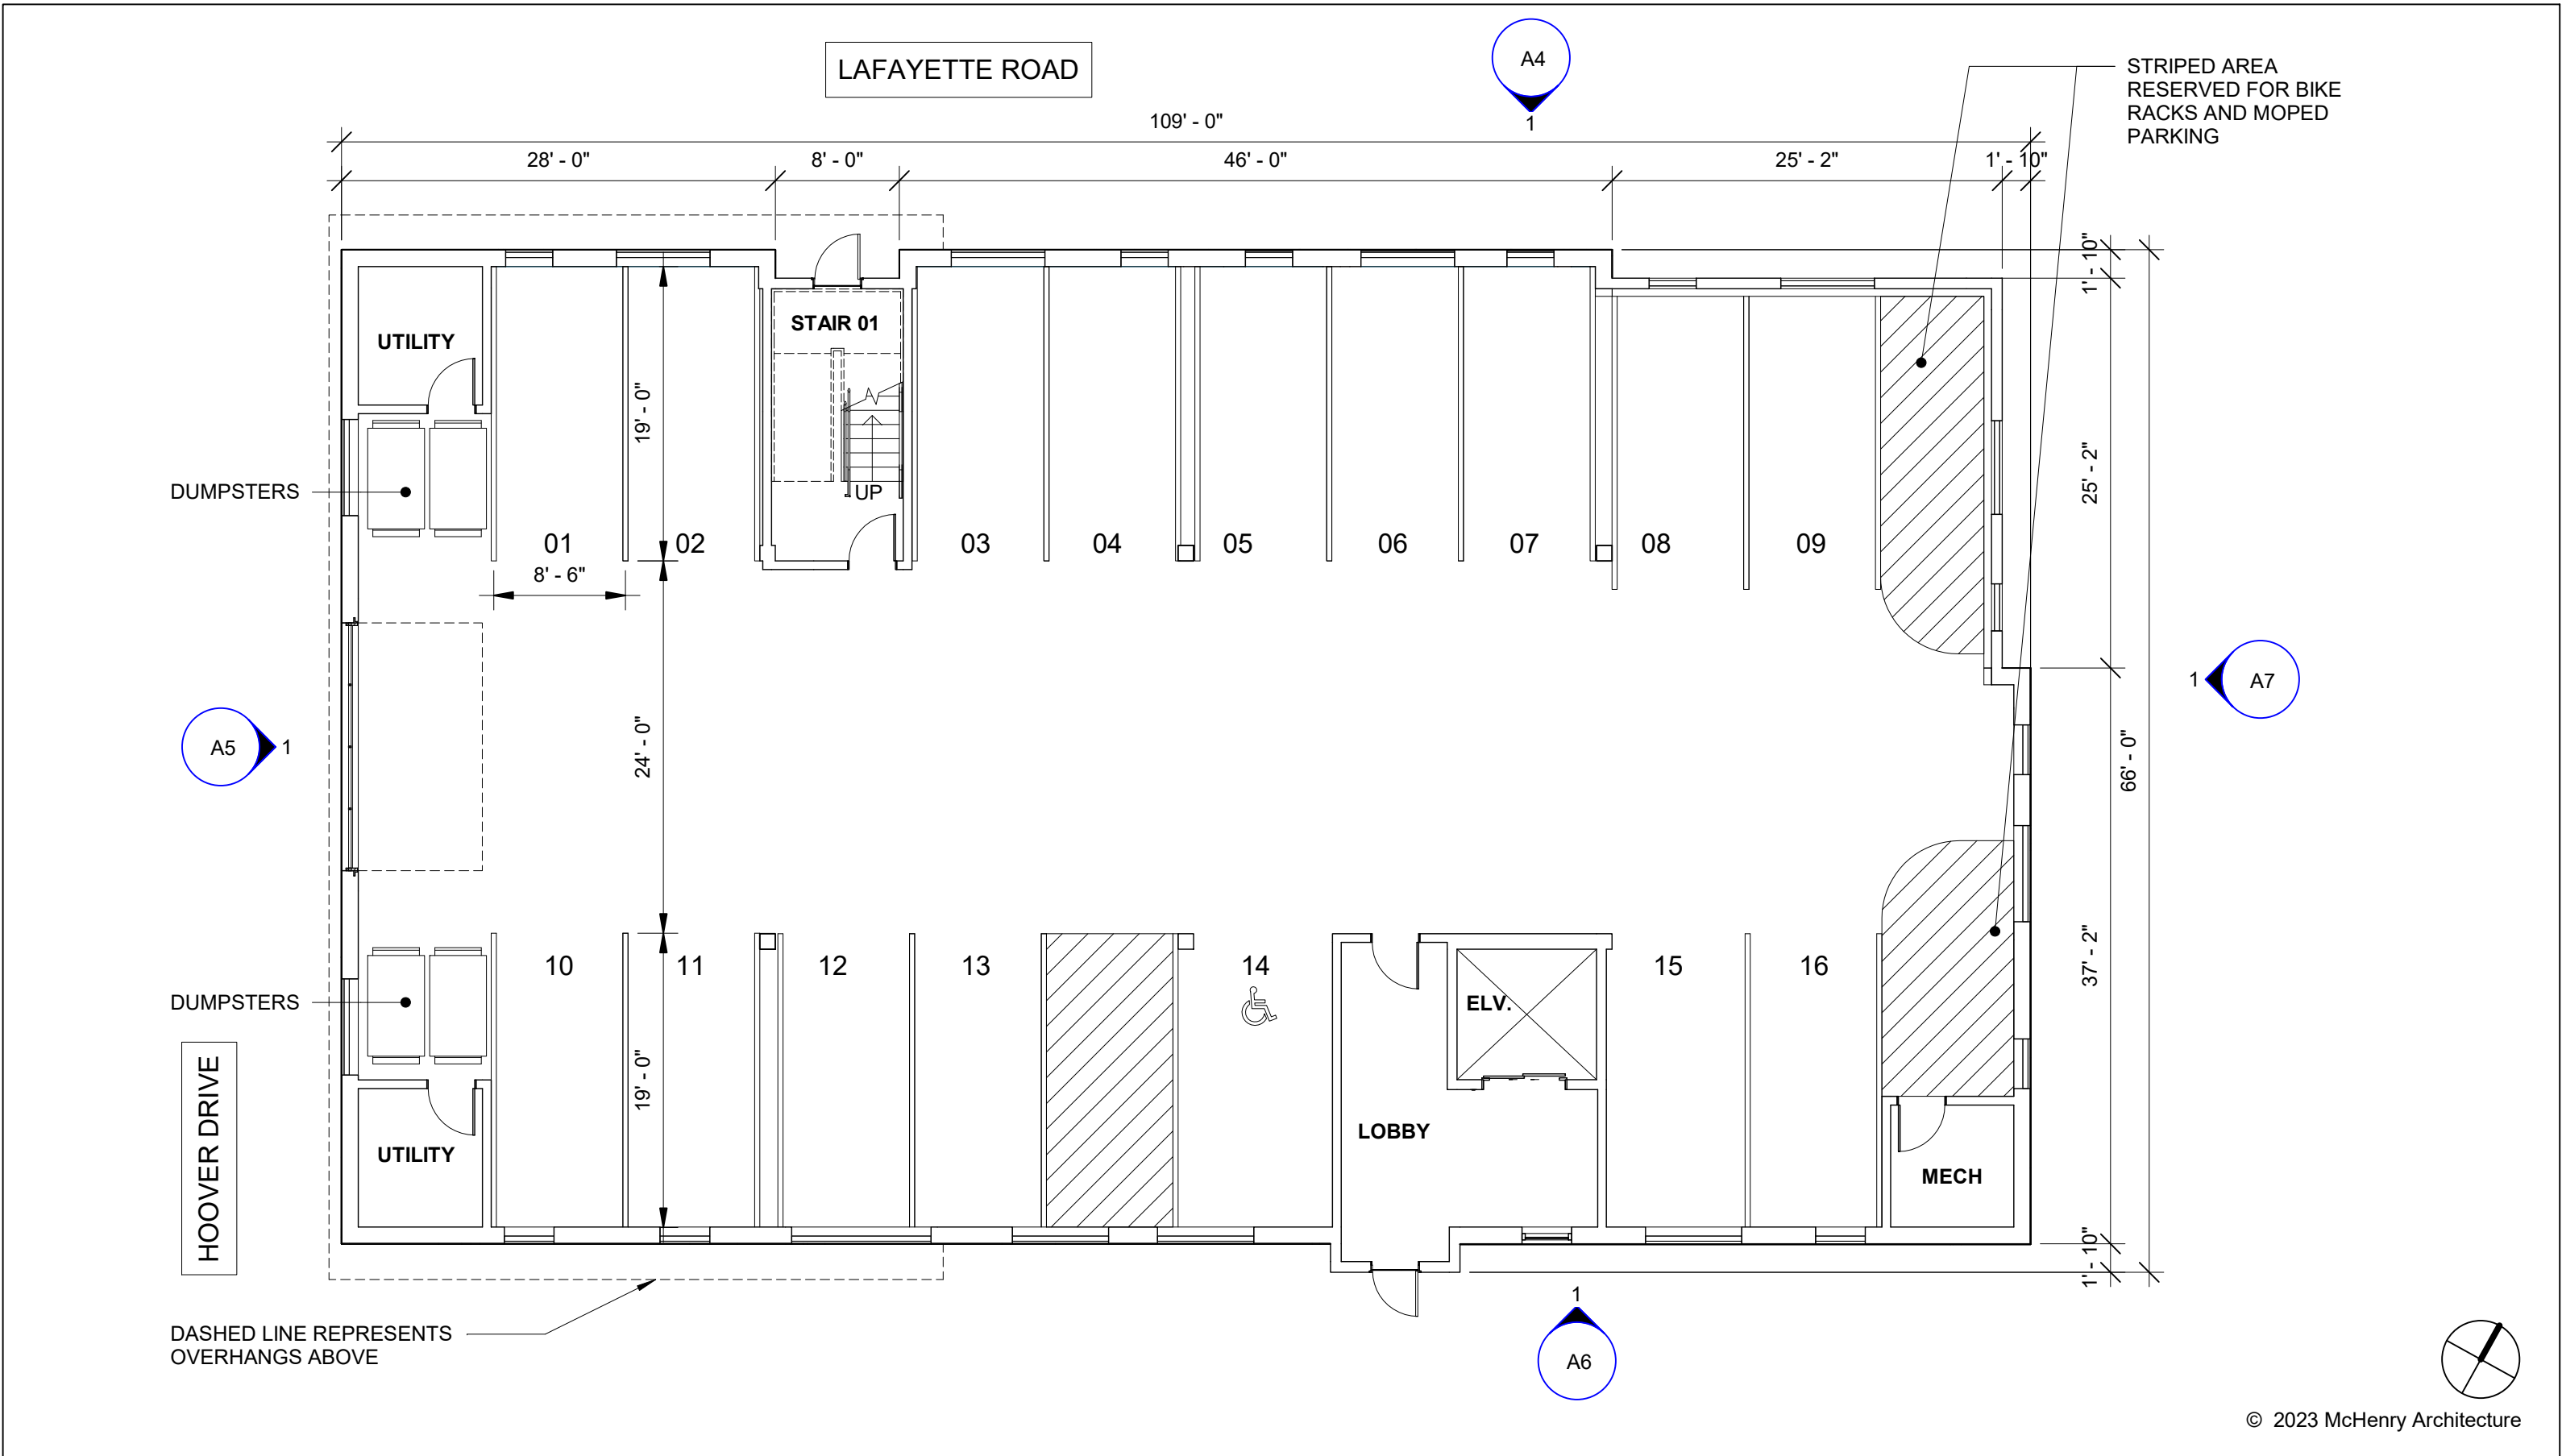 LAFAYETTE ROAD
A4
1
STRIPED AREA
RESERVED FOR BIKE
RACKS AND MOPED
PARKING
109' - 0"
28' - 0"
8' - 0"
46' - 0"
25' - 2"
1' - 10"
1' - 10"
UTILITY
STAIR 01
19' - 0"
25' - 2"
DUMPSTERS
UP
01
02
03
04
05
06
07
08
09
8' - 6"
A5
1
24' - 0"
1
A7
66' - 0"
10
11
12
13
14
15
16
37' - 2"
DUMPSTERS
ELV.
HOOVER DRIVE
19' - 0"
LOBBY
UTILITY
MECH
1' - 10"
1
A6
DASHED LINE REPRESENTS
OVERHANGS ABOVE
© 2023 McHenry Architecture